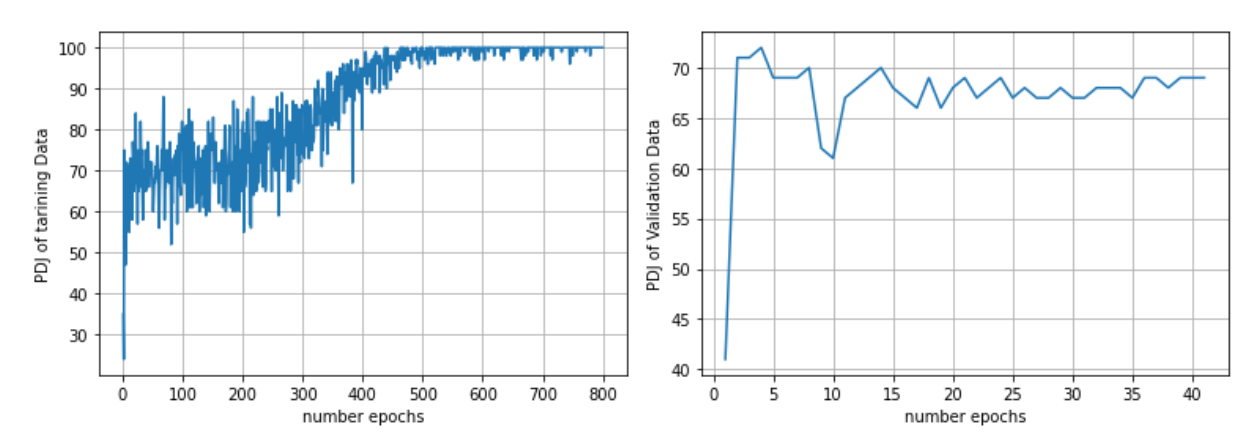 PDJ of tarining Data
100
90
80
70
60
50
40
30
0 100 200 300 400 500 600 700 800
number epochs
PDJ of Validation Data
70
65
60
55
50
45
40
0 5 10 15 20 25 30 35 40
number epochs